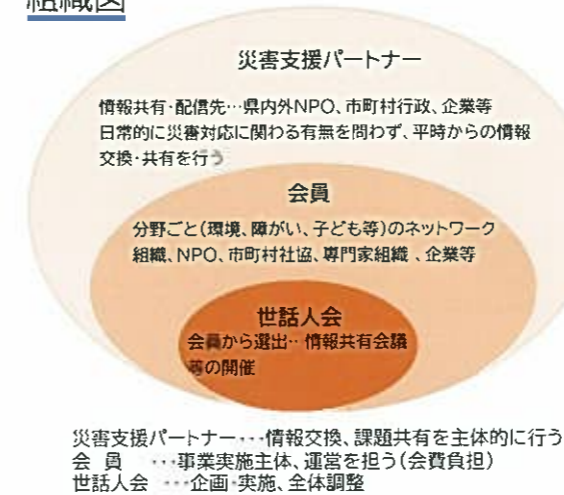 組織図
災害支援パートナー
情報共有・配信先…県内外NPO、市町村行政、企業等
日常的に災害対応に関わる有無を問わず、平時からの情報
交換・共有を行う
会員
分野ごと(環境、障がい、子ども等)のネットワーク
組織、NPO、市町村社協、専門家組織、企業等
世話人会
会員から選出…情報共有会議
等の開催
災害支援パートナー・・・情報交換、課題共有を主体的に行う
会 員 ・・・事業実施主体、運営を担う(会費負担)
世話人会 ・・・企画・実施、全体調整